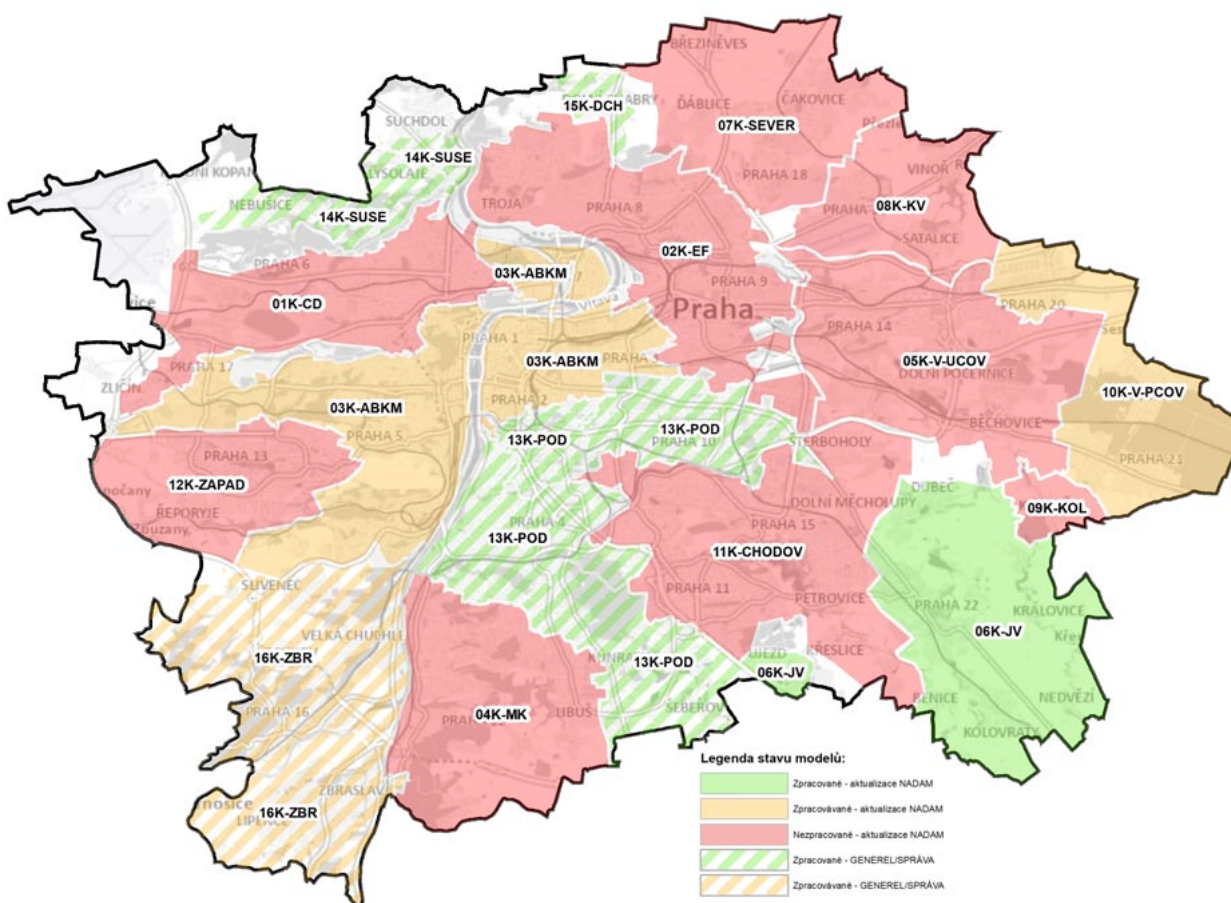 BŘEZINĚVES
15K-DCH
ĎÁBLICE
ČAKOVICE
SUCHDOL
07K-SEVER
14K-SUSE
LYSOLAJE
VINOŘ
PRAHA 18
NEBUŠICE
TROJA
PRAHA 8
14K-SUSE
08K-KV
SATALICE
02K-EF
PRAHA 6
03K-ABKM
PRAHA 9
01K-CD
Vltava
Praha
PRAHA 20
PRAHA 1
PRAHA 14
03K-ABKM
05K-V-UCOV
PRAHA 17
DOLNÍ POČERNICE
ZLIČÍN
03K-ABKM
PRAHA 2
10K-V-PCOV
BĚCHOVICE
PRAHA 5
13K-POD
13K-POD
PRAHA 10
ŠTĚRBOHOLY
PRAHA 13
PRAHA 21
12K-ZAPAD
DUBEČ
DOLNÍ MĚCHOLUPY
09K-KOL
ŘEPORYJE
PRAHA 4
PRAHA 15
13K-POD
11K-CHODOV
SLIVENEC
PRAHA 11
PETROVICE
PRAHA 22
KRÁLOVICE
VELKÁ CHUCHLE
06K-JV
16K-ZBR
13K-POD
ÚJEZD
KŘESLICE
06K-JV
BENICE
NEDVĚZÍ
PRAHA 16
04K-MK
LIBUŠ
ŠEBEROV
KOLOVRATY
ZBRASLAV
16K-ZBR
LIPENCE
Legenda stavu modelů:
Zpracované - aktualizace NADAM
Zpracovávané - aktualizace NADAM
Nezpracované - aktualizace NADAM
Zpracované - GENEREL/SPRÁVA
Zpracovávané - GENEREL/SPRÁVA